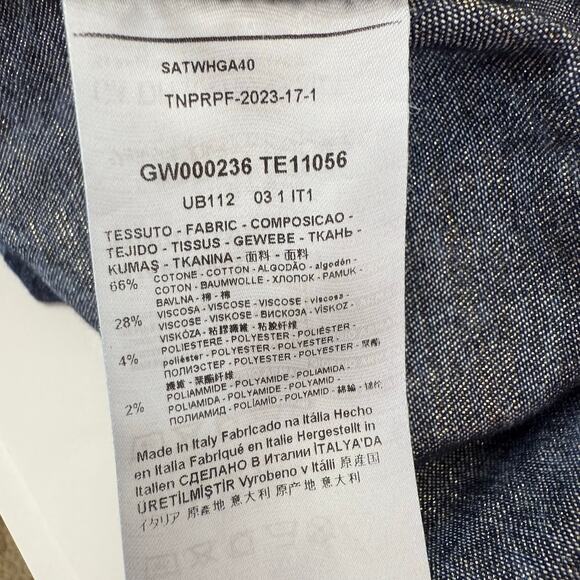 SATWHGA40
TNPRPF-2023-17-1
GW000236 TE11056
UB112 03 1 IT1
TESSUTO - FABRIC - COMPOSICAO -
TEJIDO - TISSUS - GEWEBE - ТКАНЬ -
KUMAŞ - TKANINA - 面料 - 面料
66% COTONE - COTTON - ALGODÃO - algodón -
COTON - BAUMWOLLE - ХЛОПОК - PAMUK -
BAVLNA - 棉 - 棉
28% VISCOSA - VISCOSE - VISCOSE - viscosa -
VISCOSE - VISKOSE - ВИСКОЗА - VISKOZ -
VISKÓZA - 粘膠纖維 - 粘胶纤维
4% POLIESTERE - POLYESTER - POLIÉSTER -
poliéster - POLYESTER - POLYESTER -
ПОЛИЭСТЕР - POLYESTER - POLYESTER - 聚酯
纖維 - 聚酯纤维
2% POLIAMMIDE - POLYAMIDE - POLIAMIDA -
POLIAMIDA - POLYAMIDE - POLYAMID -
ПОЛИАМИД - POLİAMİD - POLYAMID - 錦綸 - 锦纶
Made in Italy Fabricado na Itália Hecho
en Italia Fabriqué en Italie Hergestellt in
Italien СДЕЛАНО В Италии İTALYA'DA
ÜRETİLMİŞTİR Vyrobeno v Itálii 原産国
イタリア 原產地 意大利 原产地 意大利